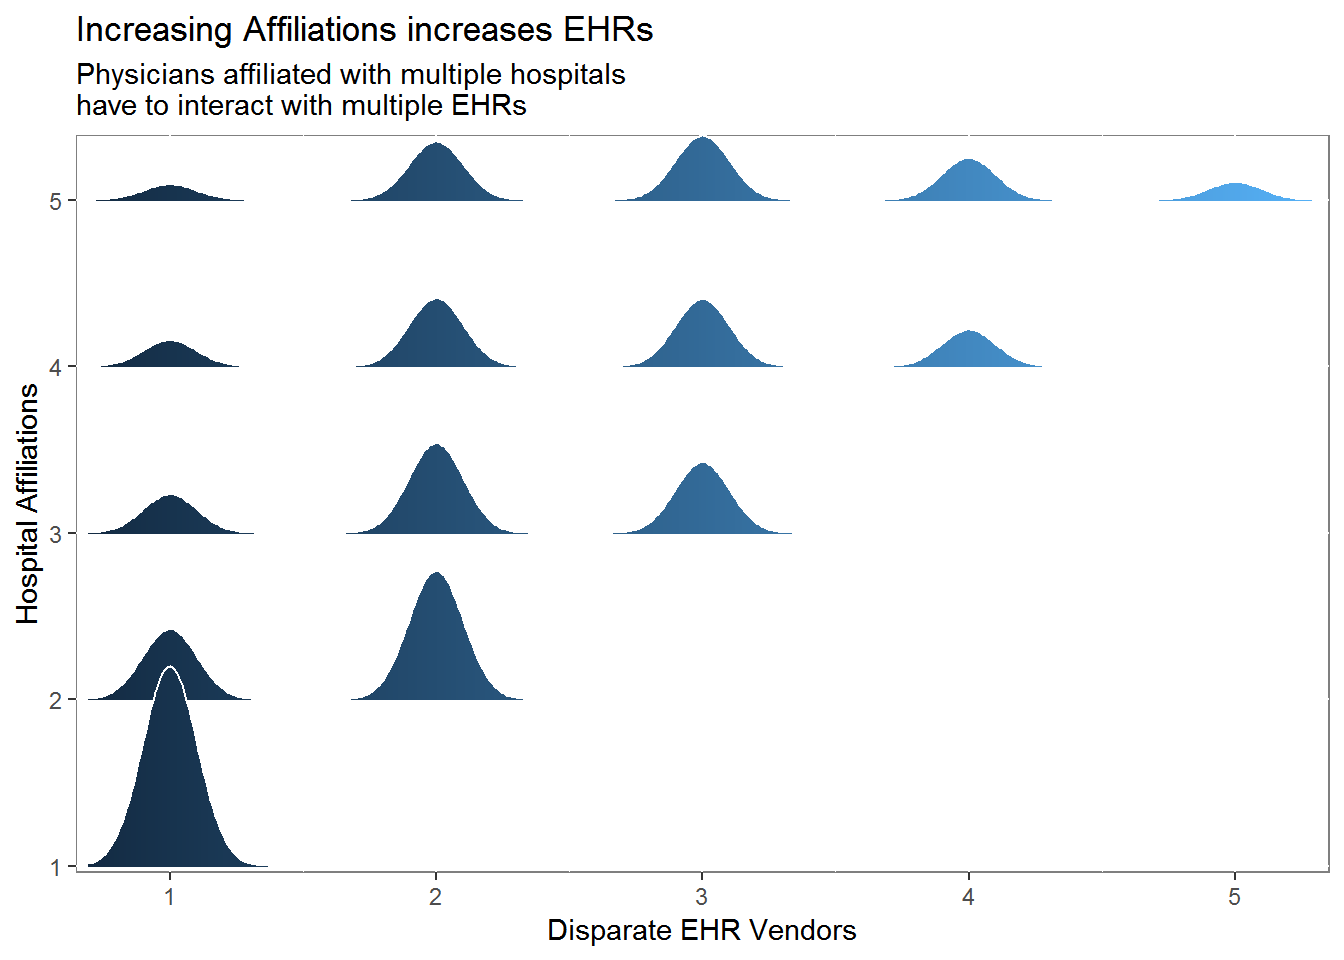 Increasing Affiliations increases EHRs
Physicians affiliated with multiple hospitals
have to interact with multiple EHRs
Hospital Affiliations
5
4
3
2
1
1 2 3 4 5
Disparate EHR Vendors